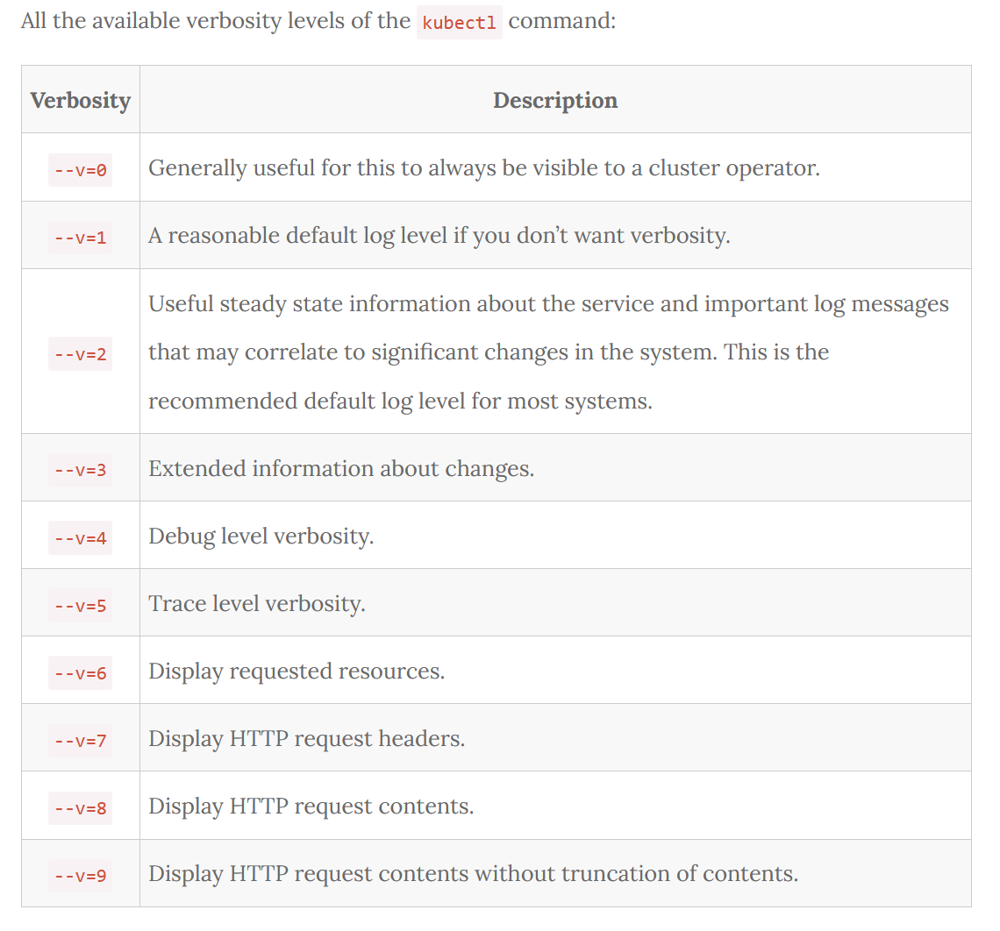 All the available verbosity levels of the kubectl command:
Verbosity Description
--v=0 Generally useful for this to always be visible to a cluster operator.
--v=1 A reasonable default log level if you don’t want verbosity.
Useful steady state information about the service and important log messages
--v=2 that may correlate to significant changes in the system. This is the
recommended default log level for most systems.
--v=3 Extended information about changes.
--v=4 Debug level verbosity.
--v=5 Trace level verbosity.
--v=6 Display requested resources.
--v=7 Display HTTP request headers.
--v=8 Display HTTP request contents.
--v=9 Display HTTP request contents without truncation of contents.